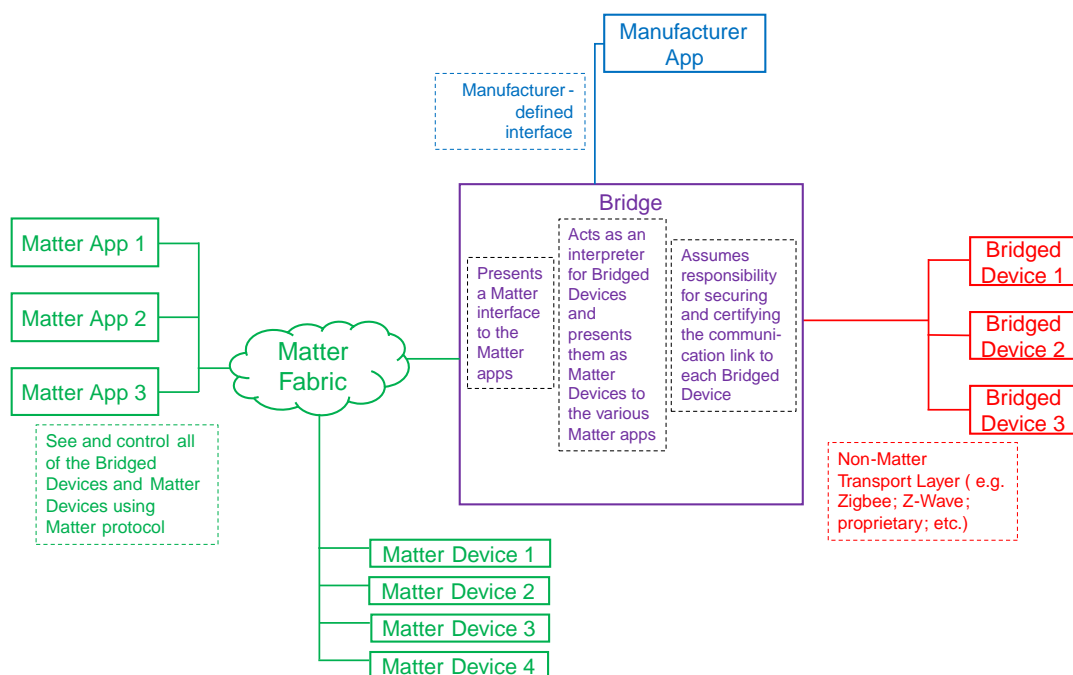 Manufacturer
App
Manufacturer-
defined
interface
Bridge
Presents
a Matter
interface
to the
Matter
apps
Acts as an
interpreter
for Bridged
Devices
and
presents
them as
Matter
Devices to
the various
Matter apps
Assumes
responsibility
for securing
and certifying
the communi-
cation link to
each Bridged
Device
Matter App 1
Matter App 2
Matter App 3
See and control all
of the Bridged
Devices and Matter
Devices using
Matter protocol
Matter
Fabric
Matter Device 1
Matter Device 2
Matter Device 3
Matter Device 4
Bridged
Device 1
Bridged
Device 2
Bridged
Device 3
Non-Matter
Transport Layer ( e.g.
Zigbee; Z-Wave;
proprietary; etc.)